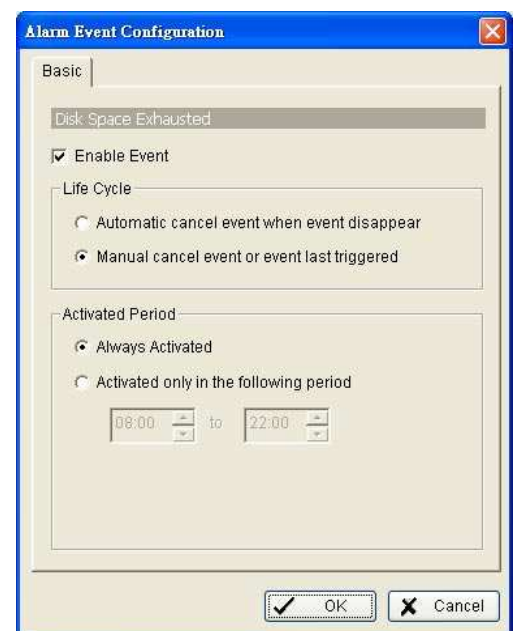 Alarm Event Configuration
Basic
Disk Space Exhausted
Enable Event
Life Cycle
Automatic cancel event when event disappear
Manual cancel event or event last triggered
Activated Period
Always Activated
Activated only in the following period
08:00 to 22:00
OK Cancel